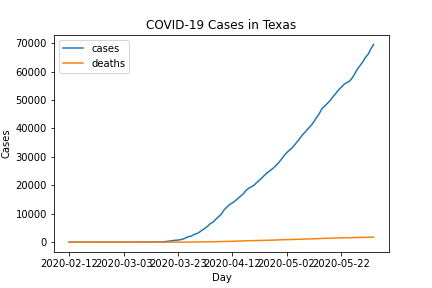 COVID-19 Cases in Texas
cases
deaths
70000
60000
50000
40000
30000
20000
10000
0
Cases
2020-02-12 2020-03-03 2020-03-23 2020-04-12 2020-05-02 2020-05-22
Day